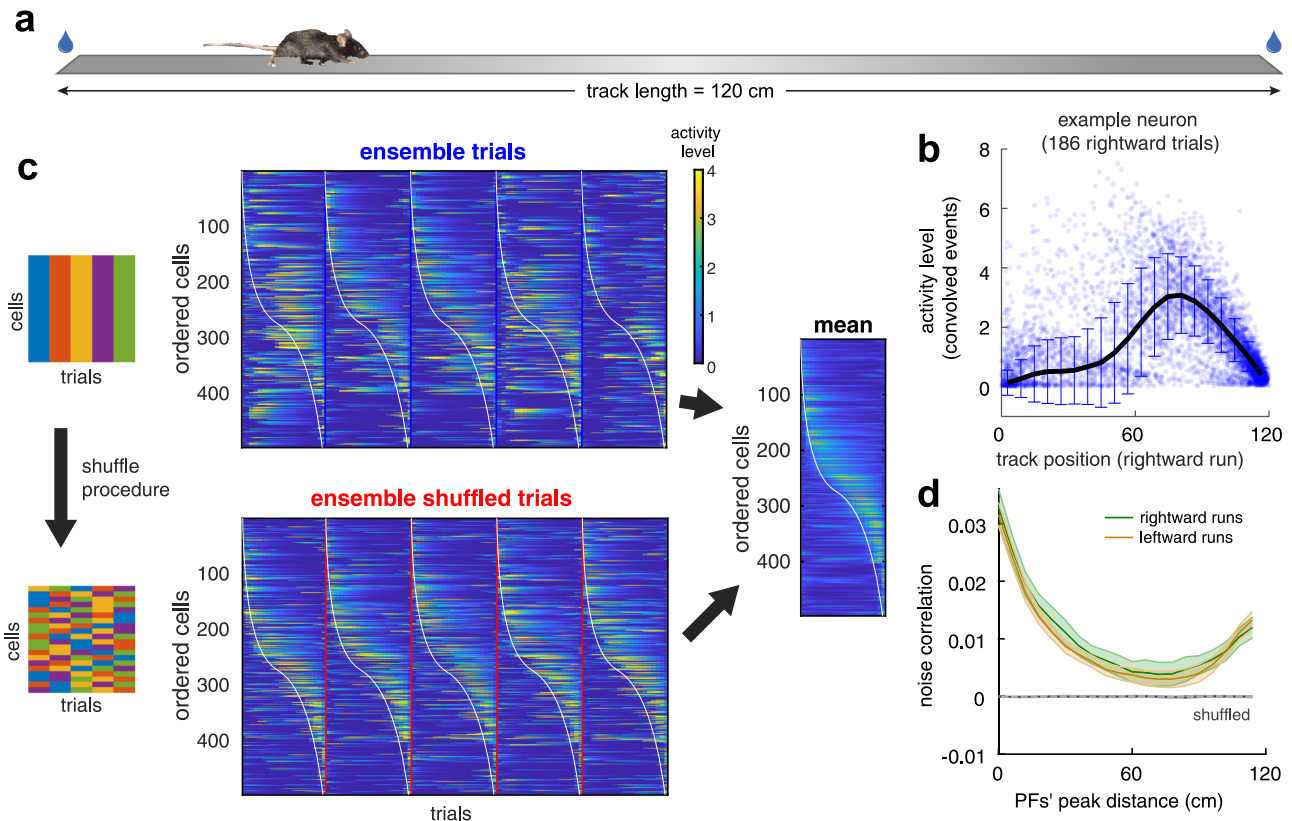 a
track length = 120 cm
b
example neuron
(186 rightward trials)
8
6
4
2
0
activity level
(convolved events)
0
60
120
track position (rightward run)
c
cells
trials
shuffle
procedure
cells
trials
ensemble trials
activity
level
4
3
2
1
0
100
200
300
400
ordered cells
ensemble shuffled trials
100
200
300
400
ordered cells
trials
mean
100
200
300
400
ordered cells
d
0.03
0.02
0.01
0
-0.01
noise correlation
rightward runs
leftward runs
shuffled
0
60
120
PFs' peak distance (cm)